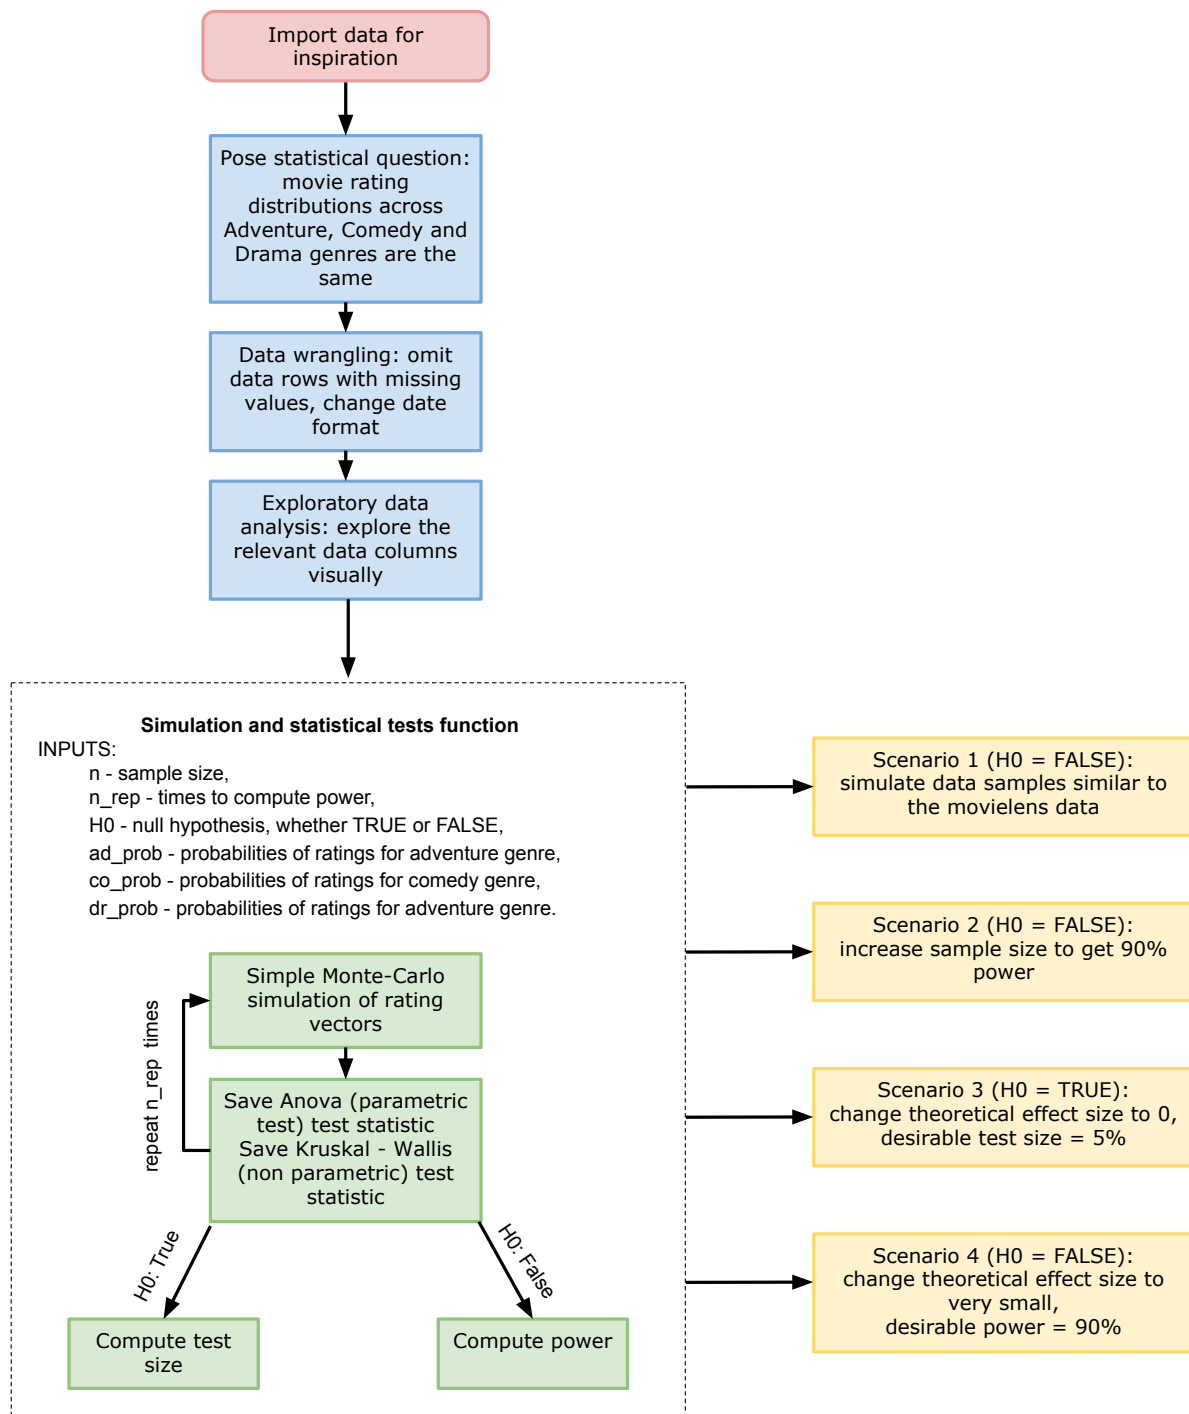 Import data for
inspiration
Pose statistical question:
movie rating
distributions across
Adventure, Comedy and
Drama genres are the
same
Data wrangling: omit
data rows with missing
values, change date
format
Exploratory data
analysis: explore the
relevant data columns
visually
Simulation and statistical tests function
INPUTS:
n - sample size,
n_rep - times to compute power,
H0 - null hypothesis, whether TRUE or FALSE,
ad_prob - probabilities of ratings for adventure genre,
co_prob - probabilities of ratings for comedy genre,
dr_prob - probabilities of ratings for adventure genre.
Simple Monte-Carlo
simulation of rating
vectors
repeat n_rep times
Save Anova (parametric
test) test statistic
Save Kruskal - Wallis
(non parametric) test
statistic
H0: True
H0: False
Compute test
size
Compute power
Scenario 1 (H0 = FALSE):
simulate data samples similar to
the movielens data
Scenario 2 (H0 = FALSE):
increase sample size to get 90%
power
Scenario 3 (H0 = TRUE):
change theoretical effect size to 0,
desirable test size = 5%
Scenario 4 (H0 = FALSE):
change theoretical effect size to
very small,
desirable power = 90%